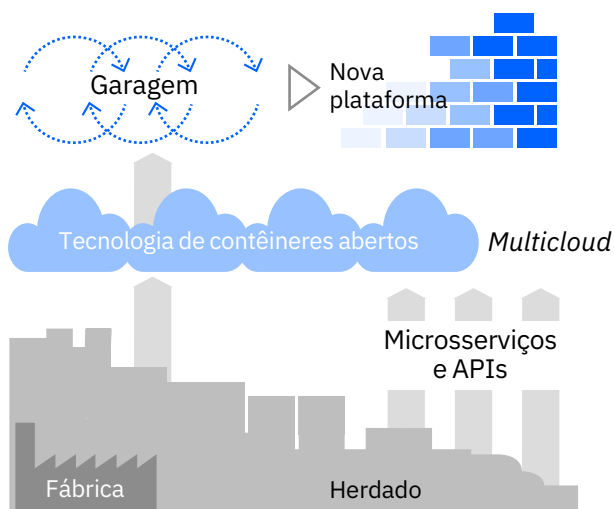 Garagem
Nova
plataforma
Tecnologia de contêineres abertos
Multicloud
Microsserviços
e APIs
Fábrica
Herdado